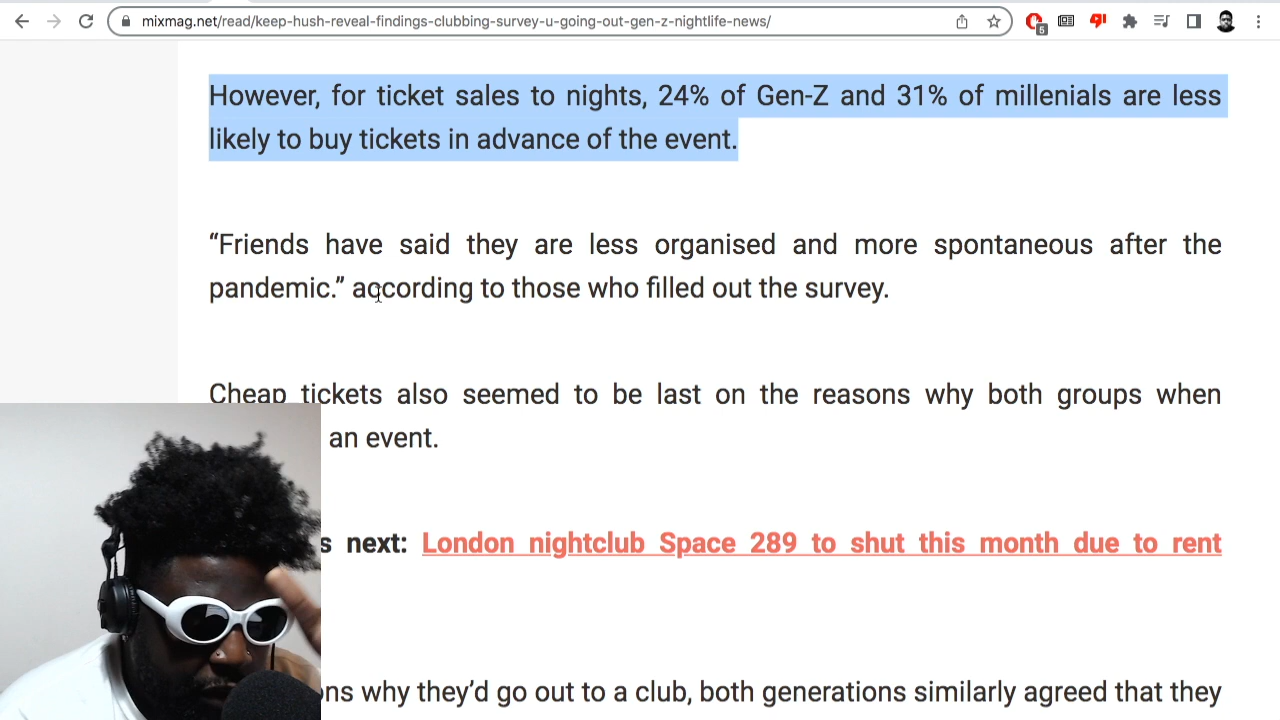 mixmag.net/read/keep-hush-reveal-findings-clubbing-survey-u-going-out-gen-z-nightlife-news/
5
However, for ticket sales to nights, 24% of Gen-Z and 31% of millenials are less
likely to buy tickets in advance of the event.
“Friends have said they are less organised and more spontaneous after the
pandemic.” according to those who filled out the survey.
Cheap tickets also seemed to be last on the reasons why both groups when
an event.
s next: London nightclub Space 289 to shut this month due to rent
ns why they’d go out to a club, both generations similarly agreed that they